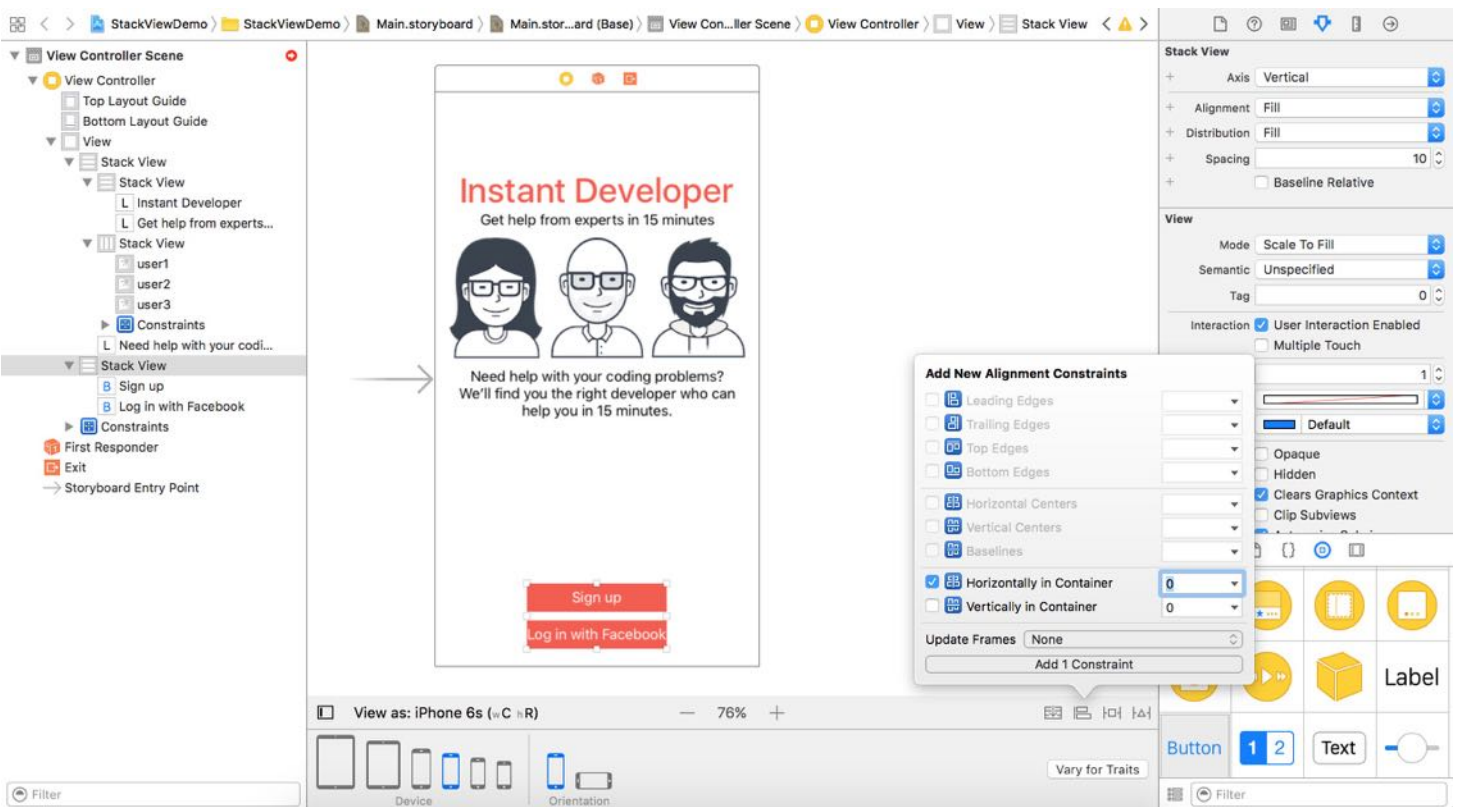 StackViewDemo
StackViewDemo
Main.storyboard
Main.stor...ard (Base)
View Con...ller Scene
View Controller
View
Stack View
View Controller Scene
View Controller
Top Layout Guide
Bottom Layout Guide
View
Stack View
Stack View
L Instant Developer
L Get help from experts...
Stack View
user1
user2
user3
Constraints
L Need help with your codi...
Stack View
B Sign up
B Log in with Facebook
Constraints
First Responder
Exit
Storyboard Entry Point
Filter
Instant Developer
Get help from experts in 15 minutes
Need help with your coding problems?
We'll find you the right developer who can
help you in 15 minutes.
Sign up
Log in with Facebook
View as: iPhone 6s (wC hR)
— 76% +
Device
Orientation
Vary for Traits
Add New Alignment Constraints
Leading Edges
Trailing Edges
Top Edges
Bottom Edges
Horizontal Centers
Vertical Centers
Baselines
Horizontally in Container 0
Vertically in Container 0
Update Frames None
Add 1 Constraint
Stack View
+ Axis Vertical
+ Alignment Fill
+ Distribution Fill
+ Spacing 10
+ Baseline Relative
View
Mode Scale To Fill
Semantic Unspecified
Tag 0
Interaction User Interaction Enabled
Multiple Touch
1
Default
Opaque
Hidden
Clears Graphics Context
Clip Subviews
{}
Label
Button
1 2
Text
Filter